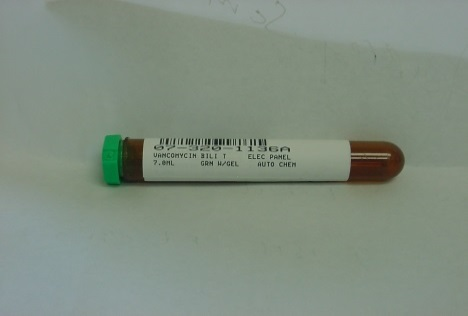 07-320-1136A
VANCOMYCIN BILI T ELEC PANEL
7.0ML GRN W/GEL AUTO CHEM